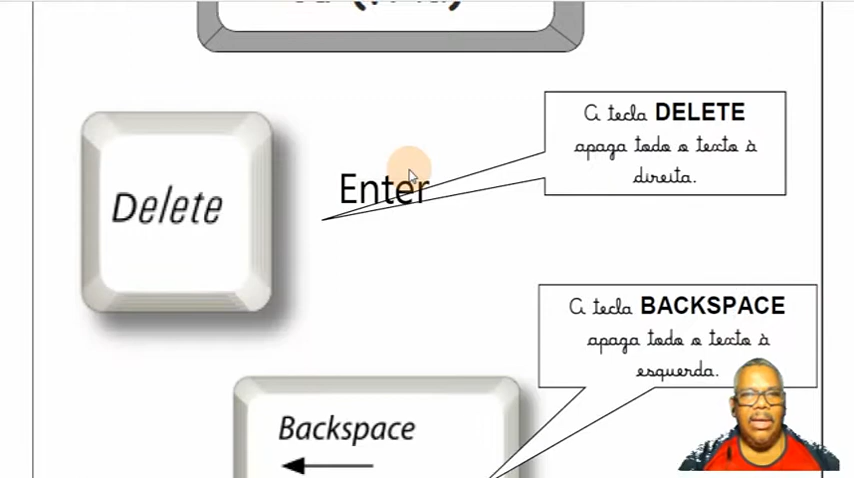 Delete
Enter
A tecla DELETE
apaga todo o texto à
direita.
A tecla BACKSPACE
apaga todo o texto à
esquerda.
Backspace